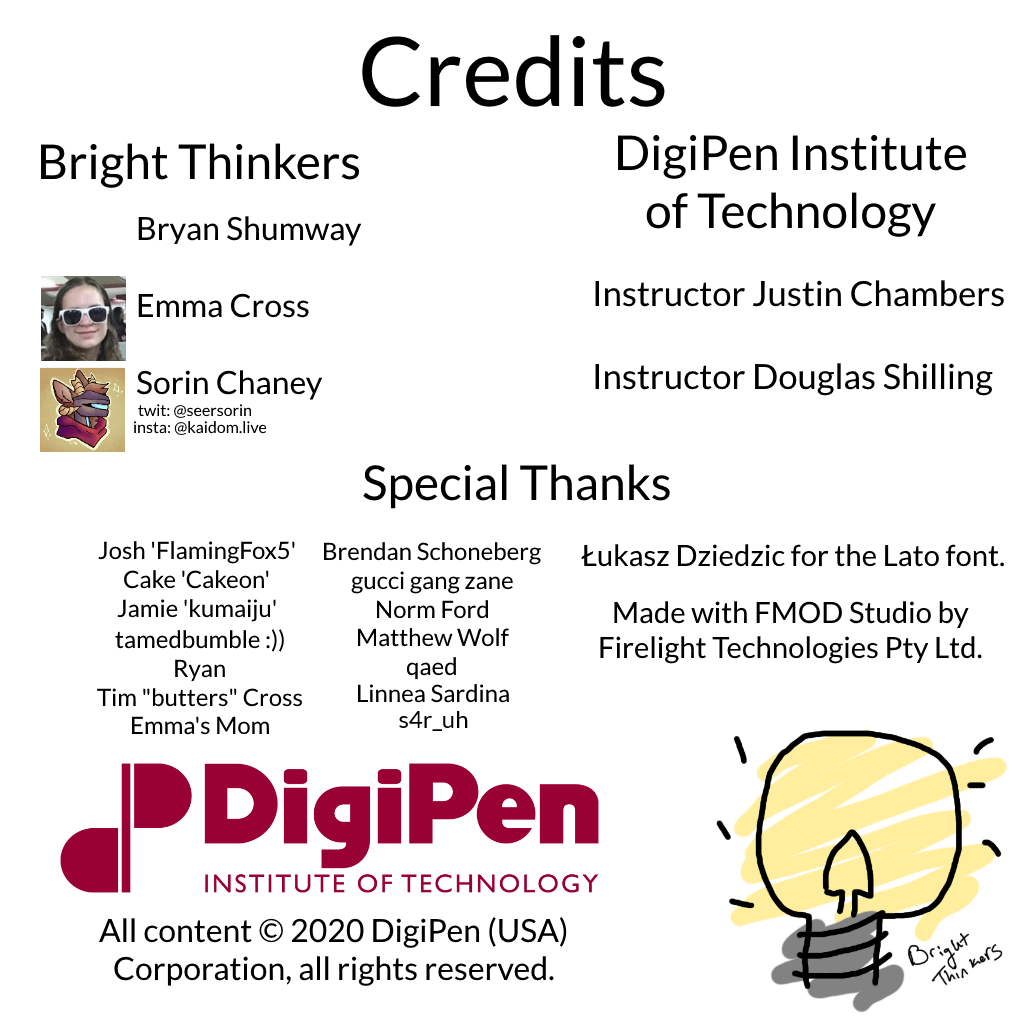 Credits
Bright Thinkers
Bryan Shumway
Emma Cross
Sorin Chaney
twit: @seersorin
insta: @kaidom.live
DigiPen Institute
of Technology
Instructor Justin Chambers
Instructor Douglas Shilling
Special Thanks
Josh 'FlamingFox5'
Cake 'Cakeon'
Jamie 'kumaiju'
tamedbumble :))
Ryan
Tim "butters" Cross
Emma's Mom
Brendan Schoneberg
gucci gang zane
Norm Ford
Matthew Wolf
qaed
Linnea Sardina
s4r_uh
Łukasz Dziedzic for the Lato font.
Made with FMOD Studio by
Firelight Technologies Pty Ltd.
DigiPen
INSTITUTE OF TECHNOLOGY
All content © 2020 DigiPen (USA)
Corporation, all rights reserved.
Bright
Thinkers